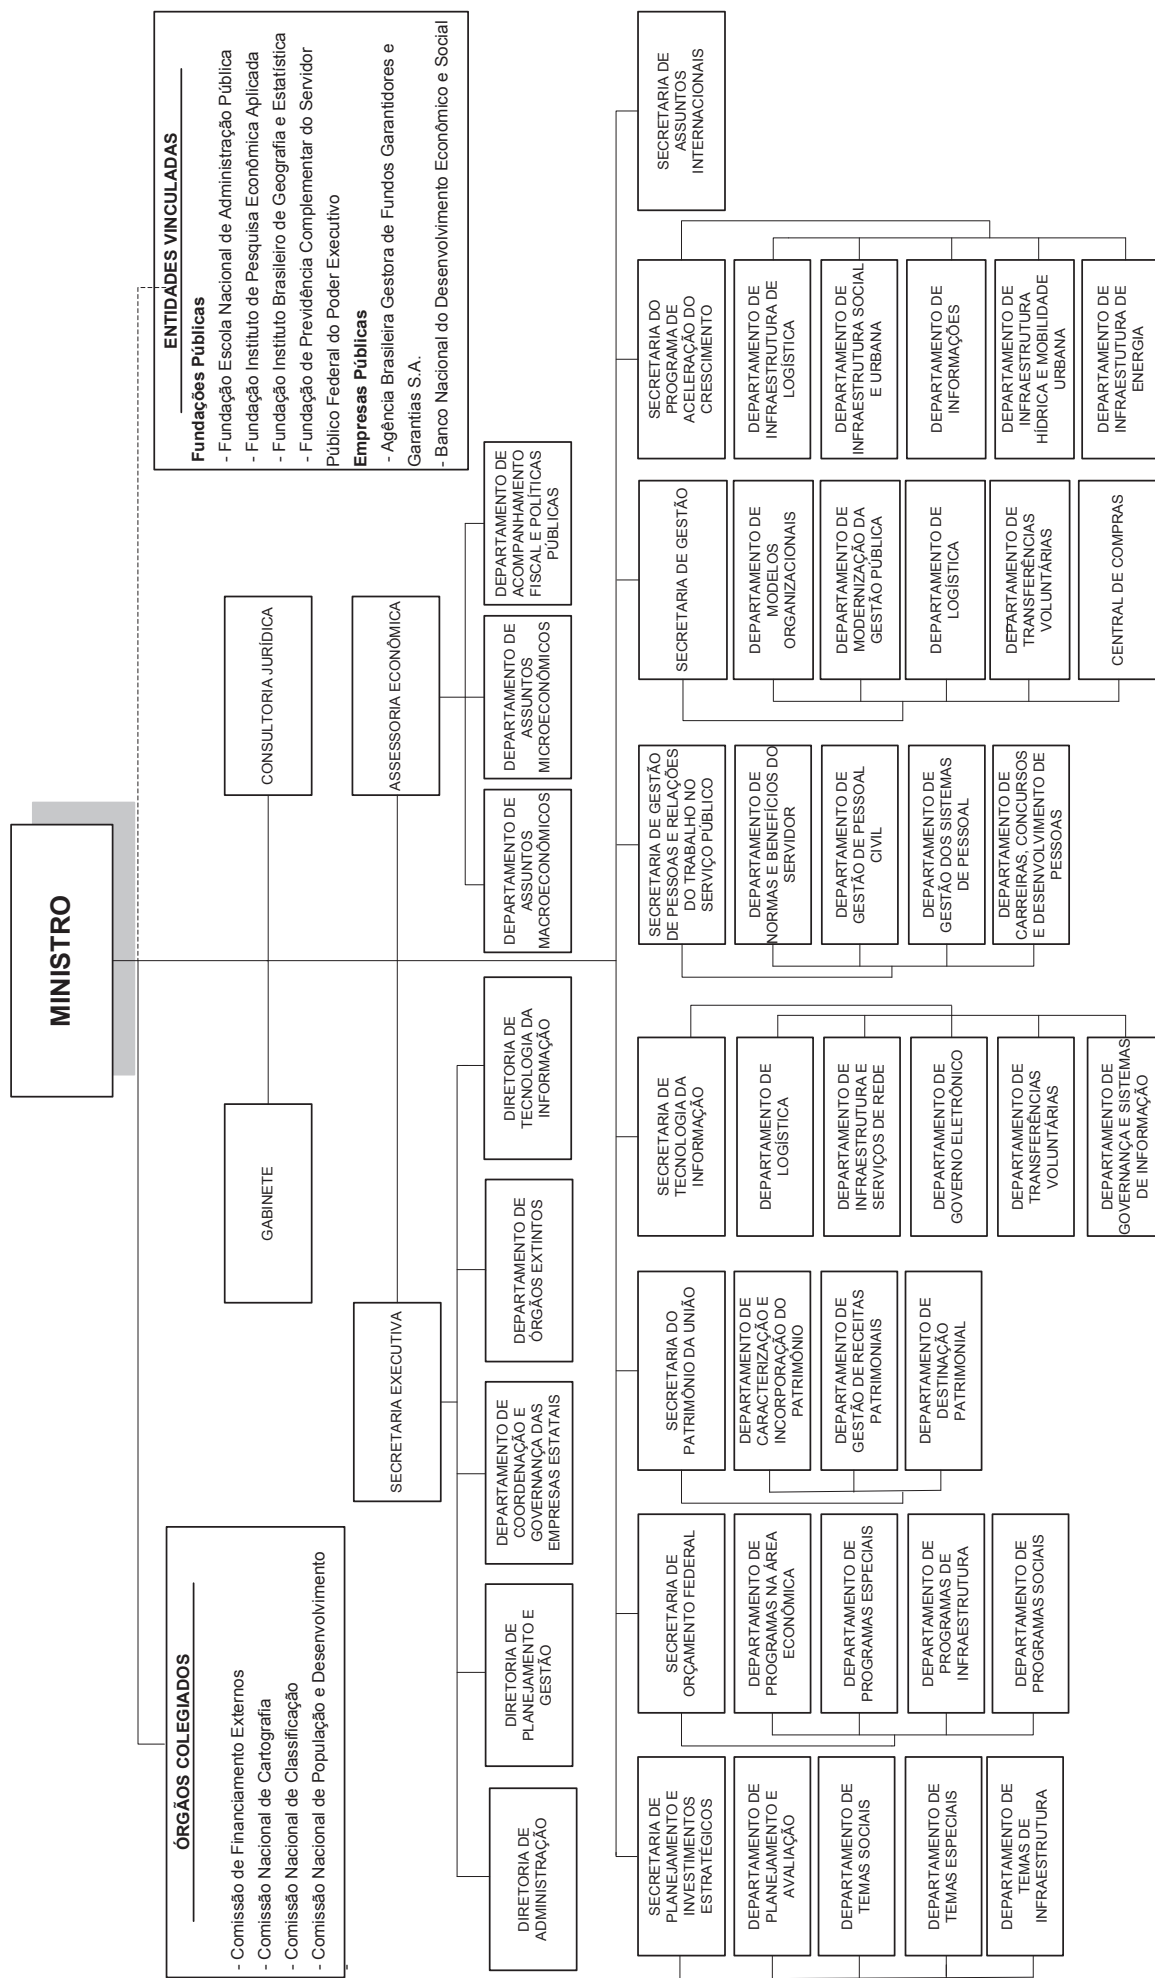 MINISTRO
ÓRGÃOS COLEGIADOS
- Comissão de Financiamento Externos
- Comissão Nacional de Cartografia
- Comissão Nacional de Classificação
- Comissão Nacional de População e Desenvolvimento
-
ENTIDADES VINCULADAS
Fundações Públicas
- Fundação Escola Nacional de Administração Pública
- Fundação Instituto de Pesquisa Econômica Aplicada
- Fundação Instituto Brasileiro de Geografia e Estatística
- Fundação de Previdência Complementar do Servidor
Público Federal do Poder Executivo
Empresas Públicas
- Agência Brasileira Gestora de Fundos Garantidores e
Garantias S.A.
- Banco Nacional do Desenvolvimento Econômico e Social
GABINETE
CONSULTORIA JURÍDICA
SECRETARIA EXECUTIVA
ASSESSORIA ECONÔMICA
DIRETORIA DE
ADMINISTRAÇÃO
DIRETORIA DE
PLANEJAMENTO E
GESTÃO
DEPARTAMENTO DE
COORDENAÇÃO E
GOVERNANÇA DAS
EMPRESAS ESTATAIS
DEPARTAMENTO DE
ÓRGÃOS EXTINTOS
DIRETORIA DE
TECNOLOGIA DA
INFORMAÇÃO
DEPARTAMENTO DE
ASSUNTOS
MACROECONÔMICOS
DEPARTAMENTO DE
ASSUNTOS
MICROECONÔMICOS
DEPARTAMENTO DE
ACOMPANHAMENTO
FISCAL E POLÍTICAS
PÚBLICAS
SECRETARIA DE
PLANEJAMENTO E
INVESTIMENTOS
ESTRATÉGICOS
DEPARTAMENTO DE
PLANEJAMENTO E
AVALIAÇÃO
DEPARTAMENTO DE
TEMAS SOCIAIS
DEPARTAMENTO DE
TEMAS ESPECIAIS
DEPARTAMENTO DE
TEMAS DE
INFRAESTRUTURA
SECRETARIA DE
ORÇAMENTO FEDERAL
DEPARTAMENTO DE
PROGRAMAS NA ÁREA
ECONÔMICA
DEPARTAMENTO DE
PROGRAMAS ESPECIAIS
DEPARTAMENTO DE
PROGRAMAS DE
INFRAESTRUTURA
DEPARTAMENTO DE
PROGRAMAS SOCIAIS
SECRETARIA DO
PATRIMÔNIO DA UNIÃO
DEPARTAMENTO DE
CARACTERIZAÇÃO E
INCORPORAÇÃO DO
PATRIMÔNIO
DEPARTAMENTO DE
GESTÃO DE RECEITAS
PATRIMONIAIS
DEPARTAMENTO DE
DESTINAÇÃO
PATRIMONIAL
SECRETARIA DE
TECNOLOGIA DA
INFORMAÇÃO
DEPARTAMENTO DE
LOGÍSTICA
DEPARTAMENTO DE
INFRAESTRUTURA E
SERVIÇOS DE REDE
DEPARTAMENTO DE
GOVERNO ELETRÔNICO
DEPARTAMENTO DE
TRANSFERÊNCIAS
VOLUNTÁRIAS
DEPARTAMENTO DE
GOVERNANÇA E SISTEMAS
DE INFORMAÇÃO
SECRETARIA DE GESTÃO
DE PESSOAS E RELAÇÕES
DO TRABALHO NO
SERVIÇO PÚBLICO
DEPARTAMENTO DE
NORMAS E BENEFÍCIOS DO
SERVIDOR
DEPARTAMENTO DE
GESTÃO DE PESSOAL
CIVIL
DEPARTAMENTO DE
GESTÃO DOS SISTEMAS
DE PESSOAL
DEPARTAMENTO DE
CARREIRAS, CONCURSOS
E DESENVOLVIMENTO DE
PESSOAS
SECRETARIA DE GESTÃO
DEPARTAMENTO DE
MODELOS
ORGANIZACIONAIS
DEPARTAMENTO DE
MODERNIZAÇÃO DA
GESTÃO PÚBLICA
DEPARTAMENTO DE
LOGÍSTICA
DEPARTAMENTO DE
TRANSFERÊNCIAS
VOLUNTÁRIAS
CENTRAL DE COMPRAS
SECRETARIA DO
PROGRAMA DE
ACELERAÇÃO DO
CRESCIMENTO
DEPARTAMENTO DE
INFRAESTRUTURA DE
LOGÍSTICA
DEPARTAMENTO DE
INFRAESTRUTURA SOCIAL
E URBANA
DEPARTAMENTO DE
INFORMAÇÕES
DEPARTAMENTO DE
INFRAESTRUTURA
HÍDRICA E MOBILIDADE
URBANA
DEPARTAMENTO DE
INFRAESTUTURA DE
ENERGIA
SECRETARIA DE
ASSUNTOS
INTERNACIONAIS